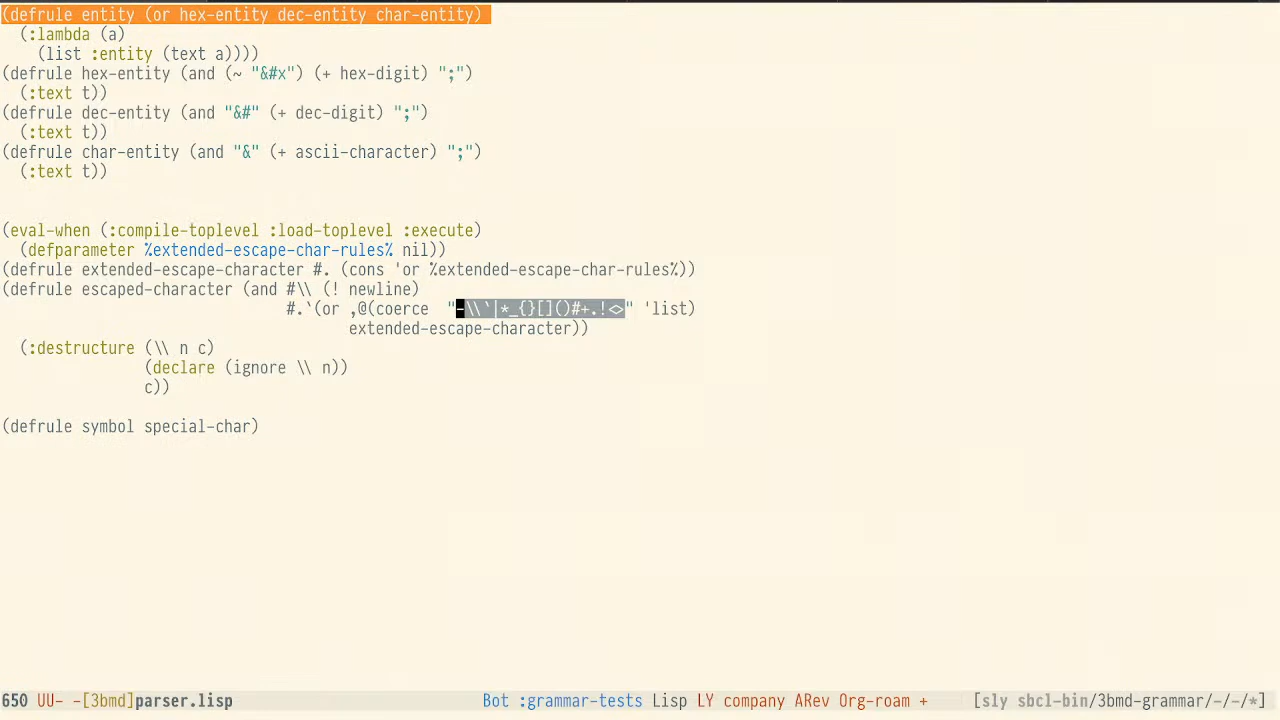 (defrule entity (or hex-entity dec-entity char-entity)
  (:lambda (a)
    (list :entity (text a))))
(defrule hex-entity (and (~ "&#x") (+ hex-digit) ";")
  (:text t))
(defrule dec-entity (and "&#" (+ dec-digit) ";")
  (:text t))
(defrule char-entity (and "&" (+ ascii-character) ";")
  (:text t))
(eval-when (:compile-toplevel :load-toplevel :execute)
  (defparameter %extended-escape-char-rules% nil))
(defrule extended-escape-character #. (cons 'or %extended-escape-char-rules%))
(defrule escaped-character (and #\\ (! newline)
                                #.`(or ,@(coerce  "-\\`|*_{}[]()#+.!<>" 'list)
                                       extended-escape-character))
  (:destructure (\\ n c)
                (declare (ignore \\ n))
                c))
(defrule symbol special-char)
650 UU- -[3bmd]parser.lisp Bot :grammar-tests Lisp LY company ARev Org-roam + [sly sbcl-bin/3bmd-grammar/-/-/*]